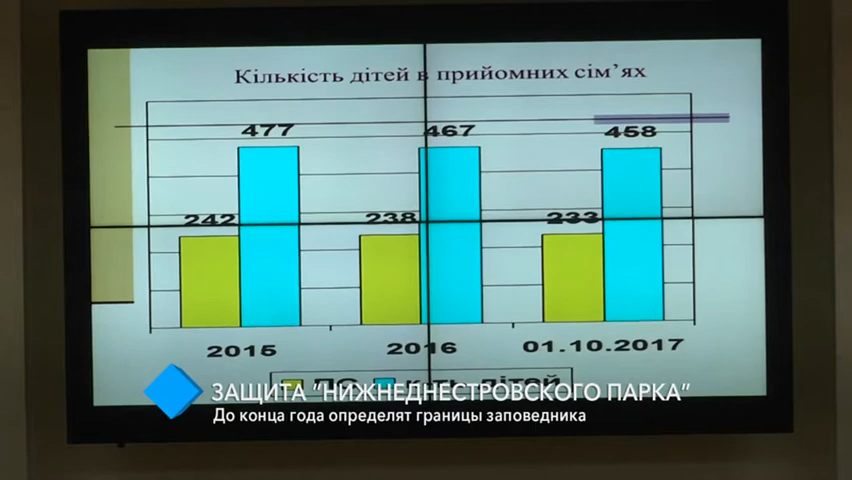 Кількість дітей в прийомних сім’ях
477 467 458
242 238 233
2015 2016 01.10.2017
дітей
ЗАЩИТА "НИЖНЕДНЕСТРОВСКОГО ПАРКА"
До конца года определят границы заповедника